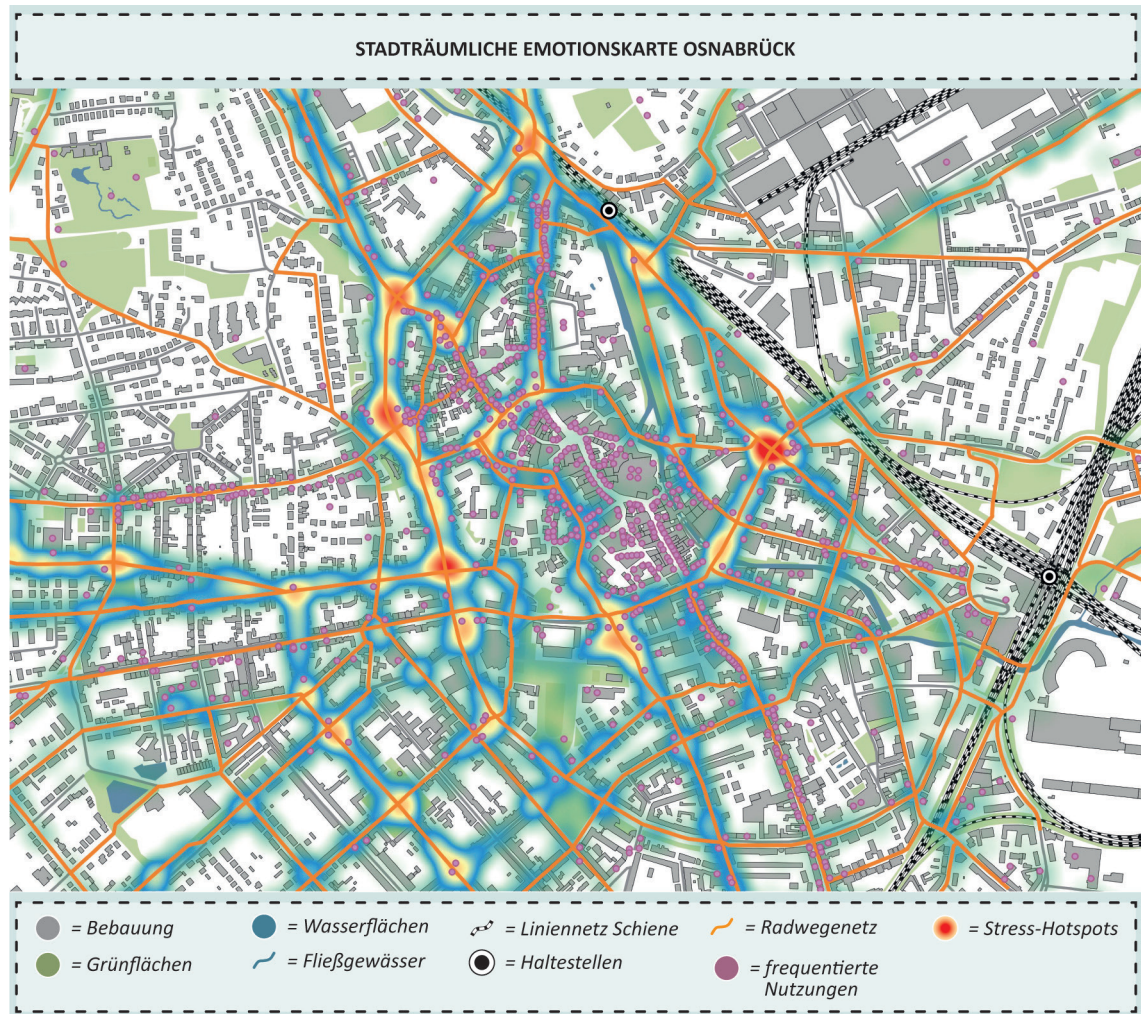 STADTRÄUMLICHE EMOTIONSKARTE OSNABRÜCK
= Bebauung
= Wasserflächen
= Liniennetz Schiene
= Radwegenetz
= Stress-Hotspots
= Grünflächen
= Fließgewässer
= Haltestellen
= frequentierte
Nutzungen